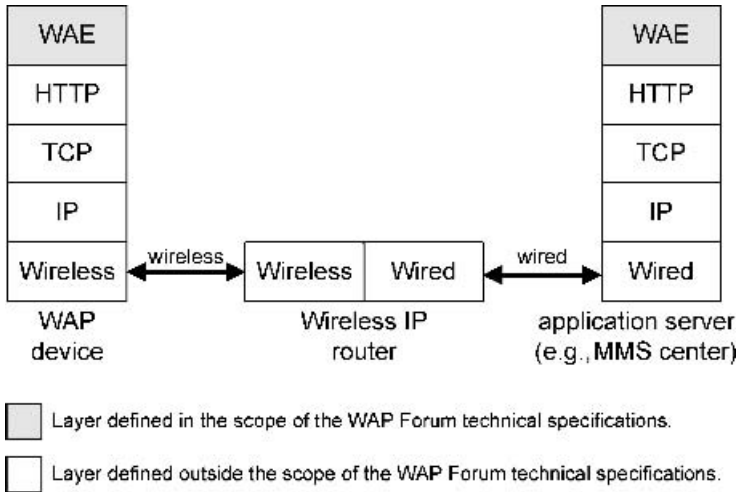 WAE
HTTP
TCP
IP
Wireless
WAP
device
wireless
Wireless
Wired
Wireless IP
router
wired
WAE
HTTP
TCP
IP
Wired
application server
(e.g., MMS center)
Layer defined in the scope of the WAP Forum technical specifications.
Layer defined outside the scope of the WAP Forum technical specifications.